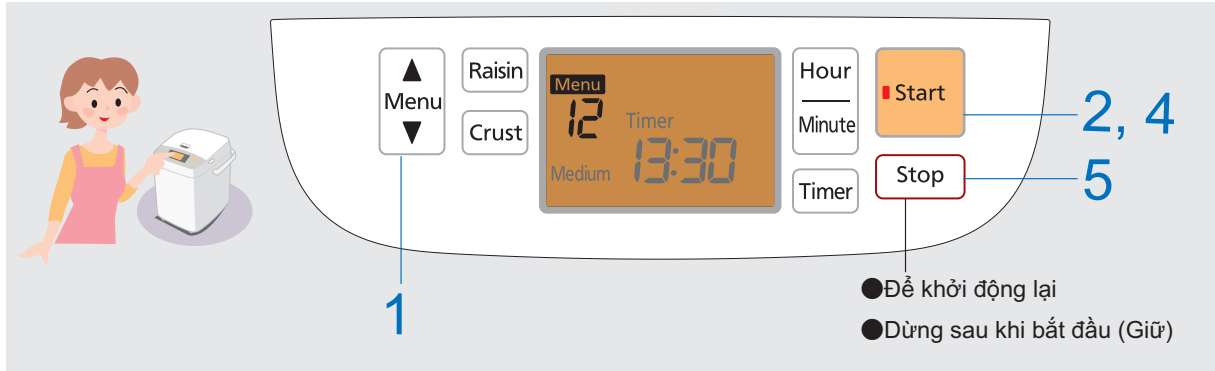 Menu
Raisin
Crust
Menu
12
Timer
Medium
13:30
Hour
Minute
Timer
Start
Stop
2, 4
5
1
●Để khởi động lại
●Dừng sau khi bắt đầu (Giữ)